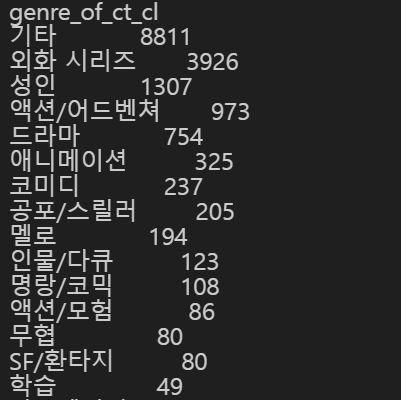 genre_of_ct_cl
기타 8811
외화 시리즈 3926
성인 1307
액션/어드벤쳐 973
드라마 754
애니메이션 325
코미디 237
공포/스릴러 205
멜로 194
인물/다큐 123
명랑/코믹 108
액션/모험 86
무협 80
SF/환타지 80
학습 49